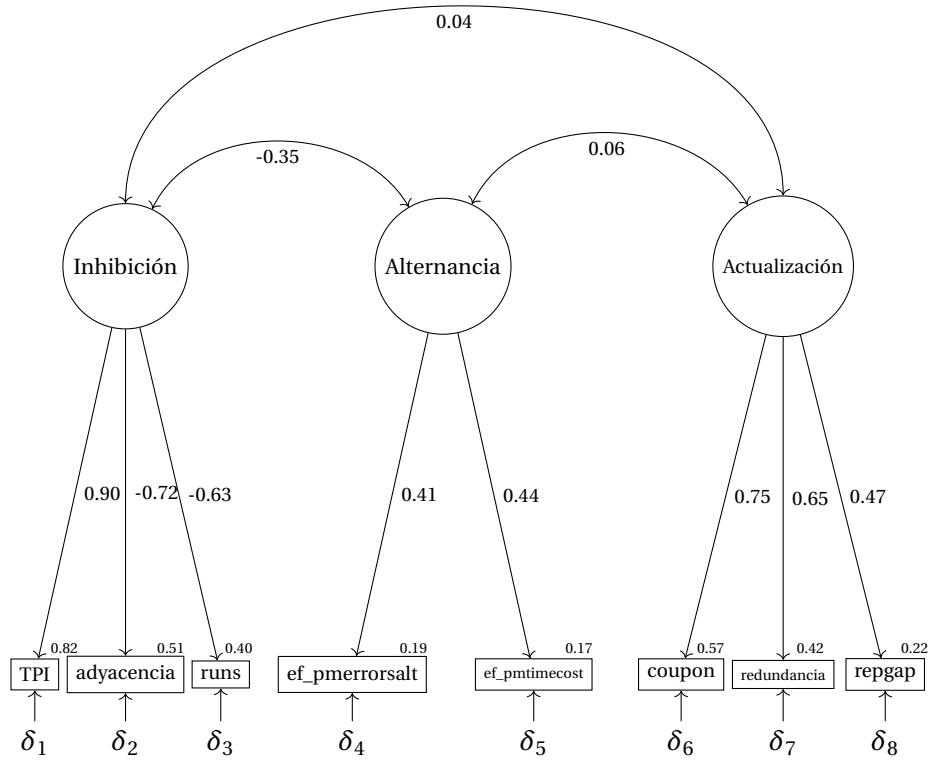 0.04
-0.35
0.06
Inhibición
Alternancia
Actualización
0.90
-0.72
-0.63
0.41
0.44
0.75
0.65
0.47
0.82
0.51
0.40
0.19
0.17
0.57
0.42
0.22
TPI
adyacencia
runs
ef_pmerrorsalt
ef_pmtimecost
coupon
redundancia
repgap
δ1
δ2
δ3
δ4
δ5
δ6
δ7
δ8